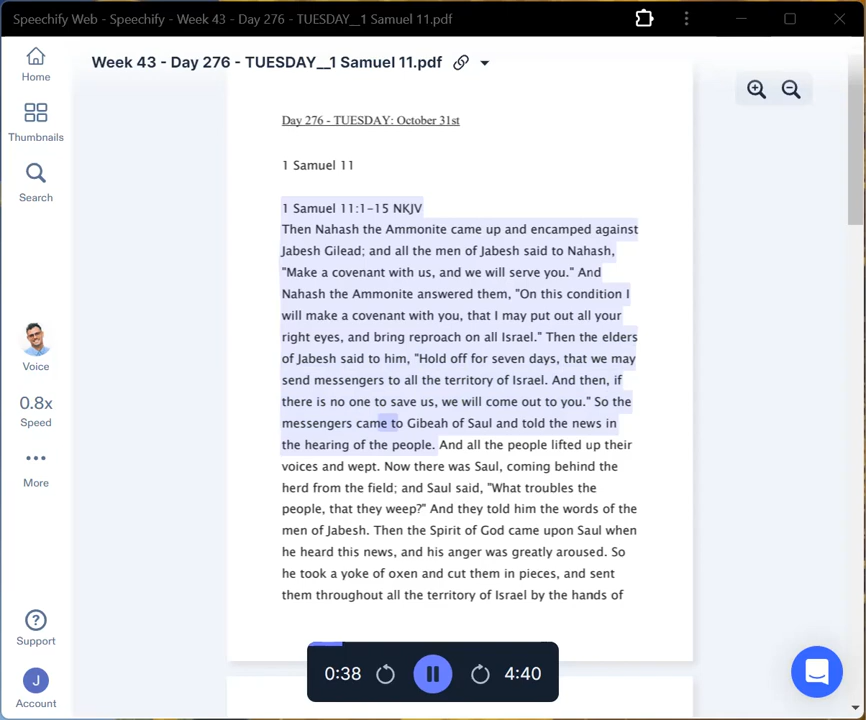 Speechify Web - Speechify - Week 43 - Day 276 - TUESDAY__1 Samuel 11.pdf
Week 43 - Day 276 - TUESDAY__1 Samuel 11.pdf
Home
Thumbnails
Search
Voice
0.8x
Speed
More
Support
J
Account
Day 276 - TUESDAY: October 31st
1 Samuel 11
1 Samuel 11:1-15 NKJV
Then Nahash the Ammonite came up and encamped against
Jabesh Gilead; and all the men of Jabesh said to Nahash,
"Make a covenant with us, and we will serve you." And
Nahash the Ammonite answered them, "On this condition I
will make a covenant with you, that I may put out all your
right eyes, and bring reproach on all Israel." Then the elders
of Jabesh said to him, "Hold off for seven days, that we may
send messengers to all the territory of Israel. And then, if
there is no one to save us, we will come out to you." So the
messengers came to Gibeah of Saul and told the news in
the hearing of the people. And all the people lifted up their
voices and wept. Now there was Saul, coming behind the
herd from the field; and Saul said, "What troubles the
people, that they weep?" And they told him the words of the
men of Jabesh. Then the Spirit of God came upon Saul when
he heard this news, and his anger was greatly aroused. So
he took a yoke of oxen and cut them in pieces, and sent
them throughout all the territory of Israel by the hands of
0:38
4:40